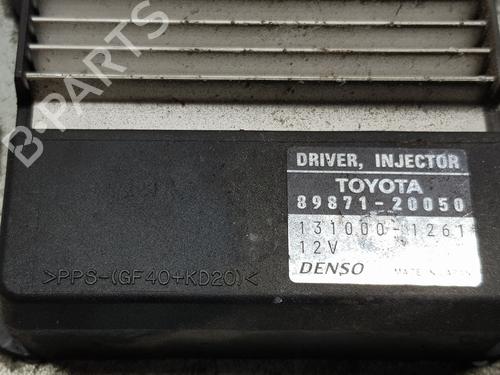 DRIVER, INJECTOR
TOYOTA
89871-20050
131000-1261
12V
DENSO MADE IN JAPAN
>PPS-(GF40+KD20)<
B-PARTS